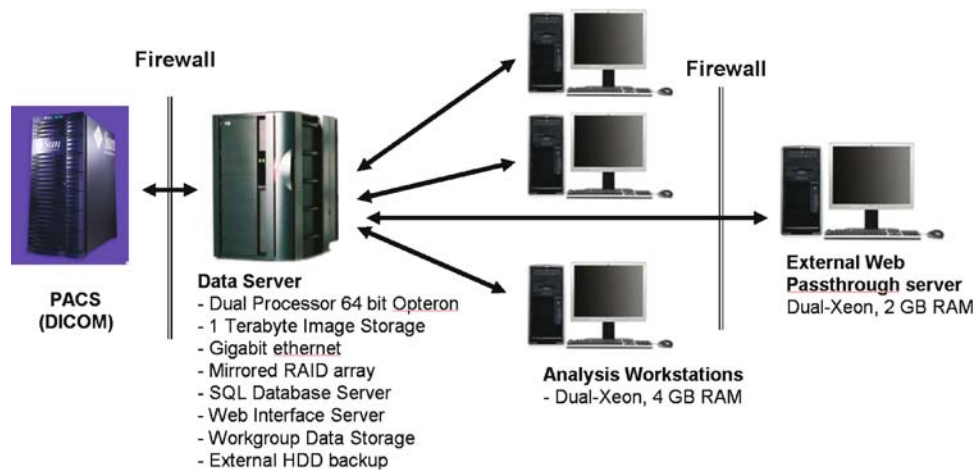 Firewall
Firewall
Sun
PACS
(DICOM)
Data Server
- Dual Processor 64 bit Opteron
- 1 Terabyte Image Storage
- Gigabit ethernet
- Mirrored RAID array
- SQL Database Server
- Web Interface Server
- Workgroup Data Storage
- External HDD backup
Analysis Workstations
- Dual-Xeon, 4 GB RAM
External Web
Passthrough server
Dual-Xeon, 2 GB RAM